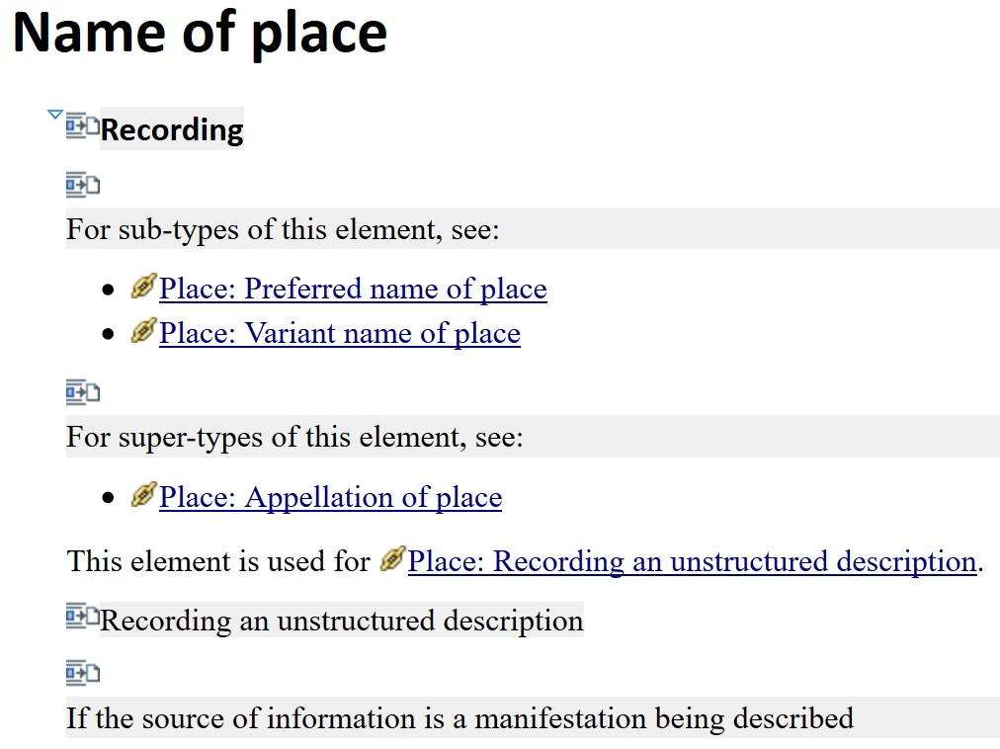 Name of place
Recording
For sub-types of this element, see:
Place: Preferred name of place
Place: Variant name of place
For super-types of this element, see:
Place: Appellation of place
This element is used for Place: Recording an unstructured description.
Recording an unstructured description
If the source of information is a manifestation being described